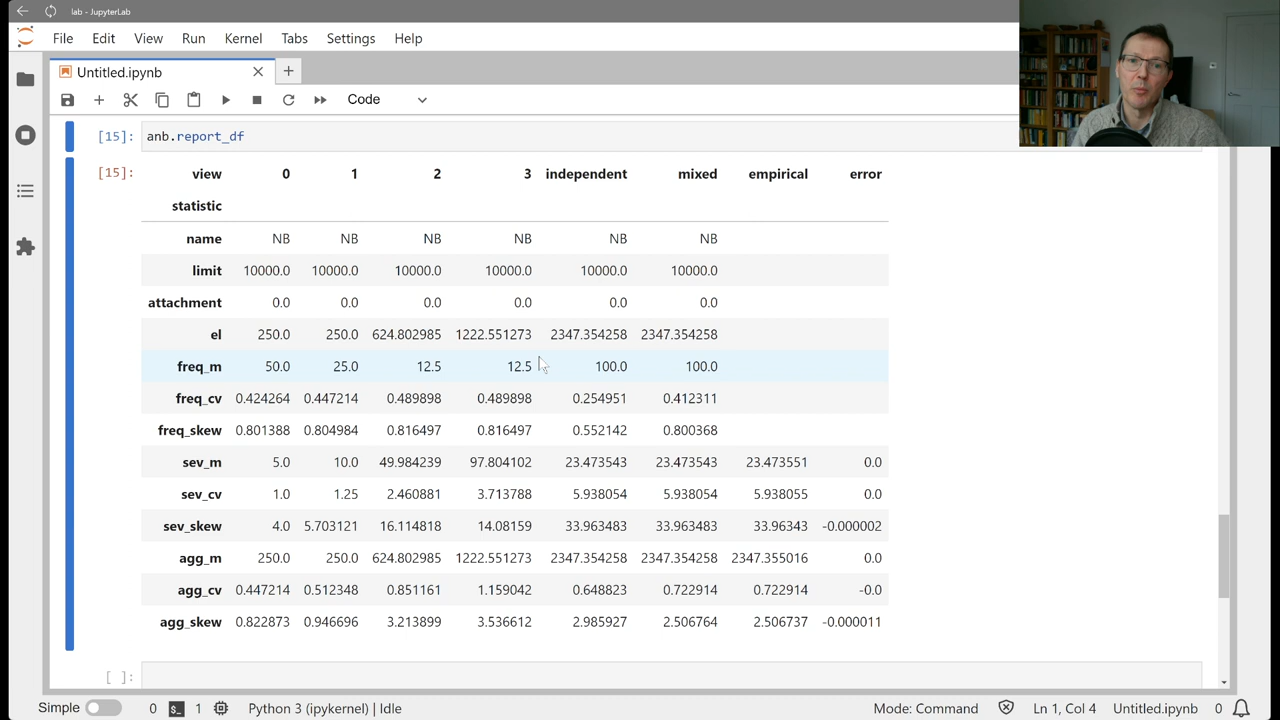 lab - JupyterLab
File Edit View Run Kernel Tabs Settings Help
Untitled.ipynb
Code
[15]: anb.report_df
[15]: view 0 1 2 3 independent mixed empirical error
statistic
name NB NB NB NB NB NB
limit 10000.0 10000.0 10000.0 10000.0 10000.0 10000.0
attachment 0.0 0.0 0.0 0.0 0.0 0.0
el 250.0 250.0 624.802985 1222.551273 2347.354258 2347.354258
freq_m 50.0 25.0 12.5 12.5 100.0 100.0
freq_cv 0.424264 0.447214 0.489898 0.489898 0.254951 0.412311
freq_skew 0.801388 0.804984 0.816497 0.816497 0.552142 0.800368
sev_m 5.0 10.0 49.984239 97.804102 23.473543 23.473543 23.473551 0.0
sev_cv 1.0 1.25 2.460881 3.713788 5.938054 5.938054 5.938055 0.0
sev_skew 4.0 5.703121 16.114818 14.08159 33.963483 33.963483 33.96343 -0.000002
agg_m 250.0 250.0 624.802985 1222.551273 2347.354258 2347.354258 2347.355016 0.0
agg_cv 0.447214 0.512348 0.851161 1.159042 0.648823 0.722914 0.722914 -0.0
agg_skew 0.822873 0.946696 3.213899 3.536612 2.985927 2.506764 2.506737 -0.000011
[ ]:
Simple 0 1 Python 3 (ipykernel) | Idle Mode: Command Ln 1, Col 4 Untitled.ipynb 0